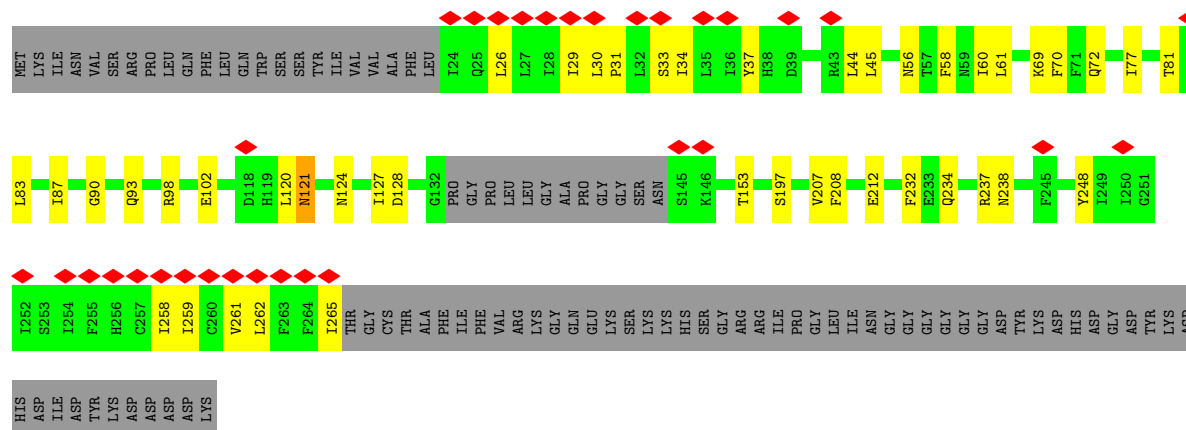 MET LYS ILE ASN VAL SER ARG PRO LEU GLN PHE LEU GLN TRP SER SER TYR ILE VAL VAL ALA PHE LEU I24 Q25 L26 L27 I28 I29 L30 P31 L32 S33 I34 L35 I36 Y37 H38 D39 R43 L44 L45 N56 T57 F58 N59 I60 L61 K69 F70 F71 Q72 I77 T81
L83 I87 G90 Q93 R98 E102 D118 H119 L120 N121 N124 I127 D128 G132 PRO GLY PRO LEU LEU GLY ALA PRO GLY GLY SER ASN S145 K146 T153 S197 V207 F208 E212 F232 E233 Q234 R237 N238 F245 Y248 I249 I250 G251
I252 S253 I254 F255 H256 C257 I258 I259 G260 V261 L262 F263 F264 I265 THR GLY CYS THR ALA PHE ILE PHE VAL ARG LYS GLY GLN GLU LYS SER LYS LYS HIS SER GLY ARG ARG ILE PRO GLY LEU ILE ASN GLY GLY GLY GLY GLY GLY ASP TYR LYS ASP HIS ASP GLY ASP TYR LYS ASP
HIS ASP ILE ASP TYR LYS ASP ASP ASP ASP LYS